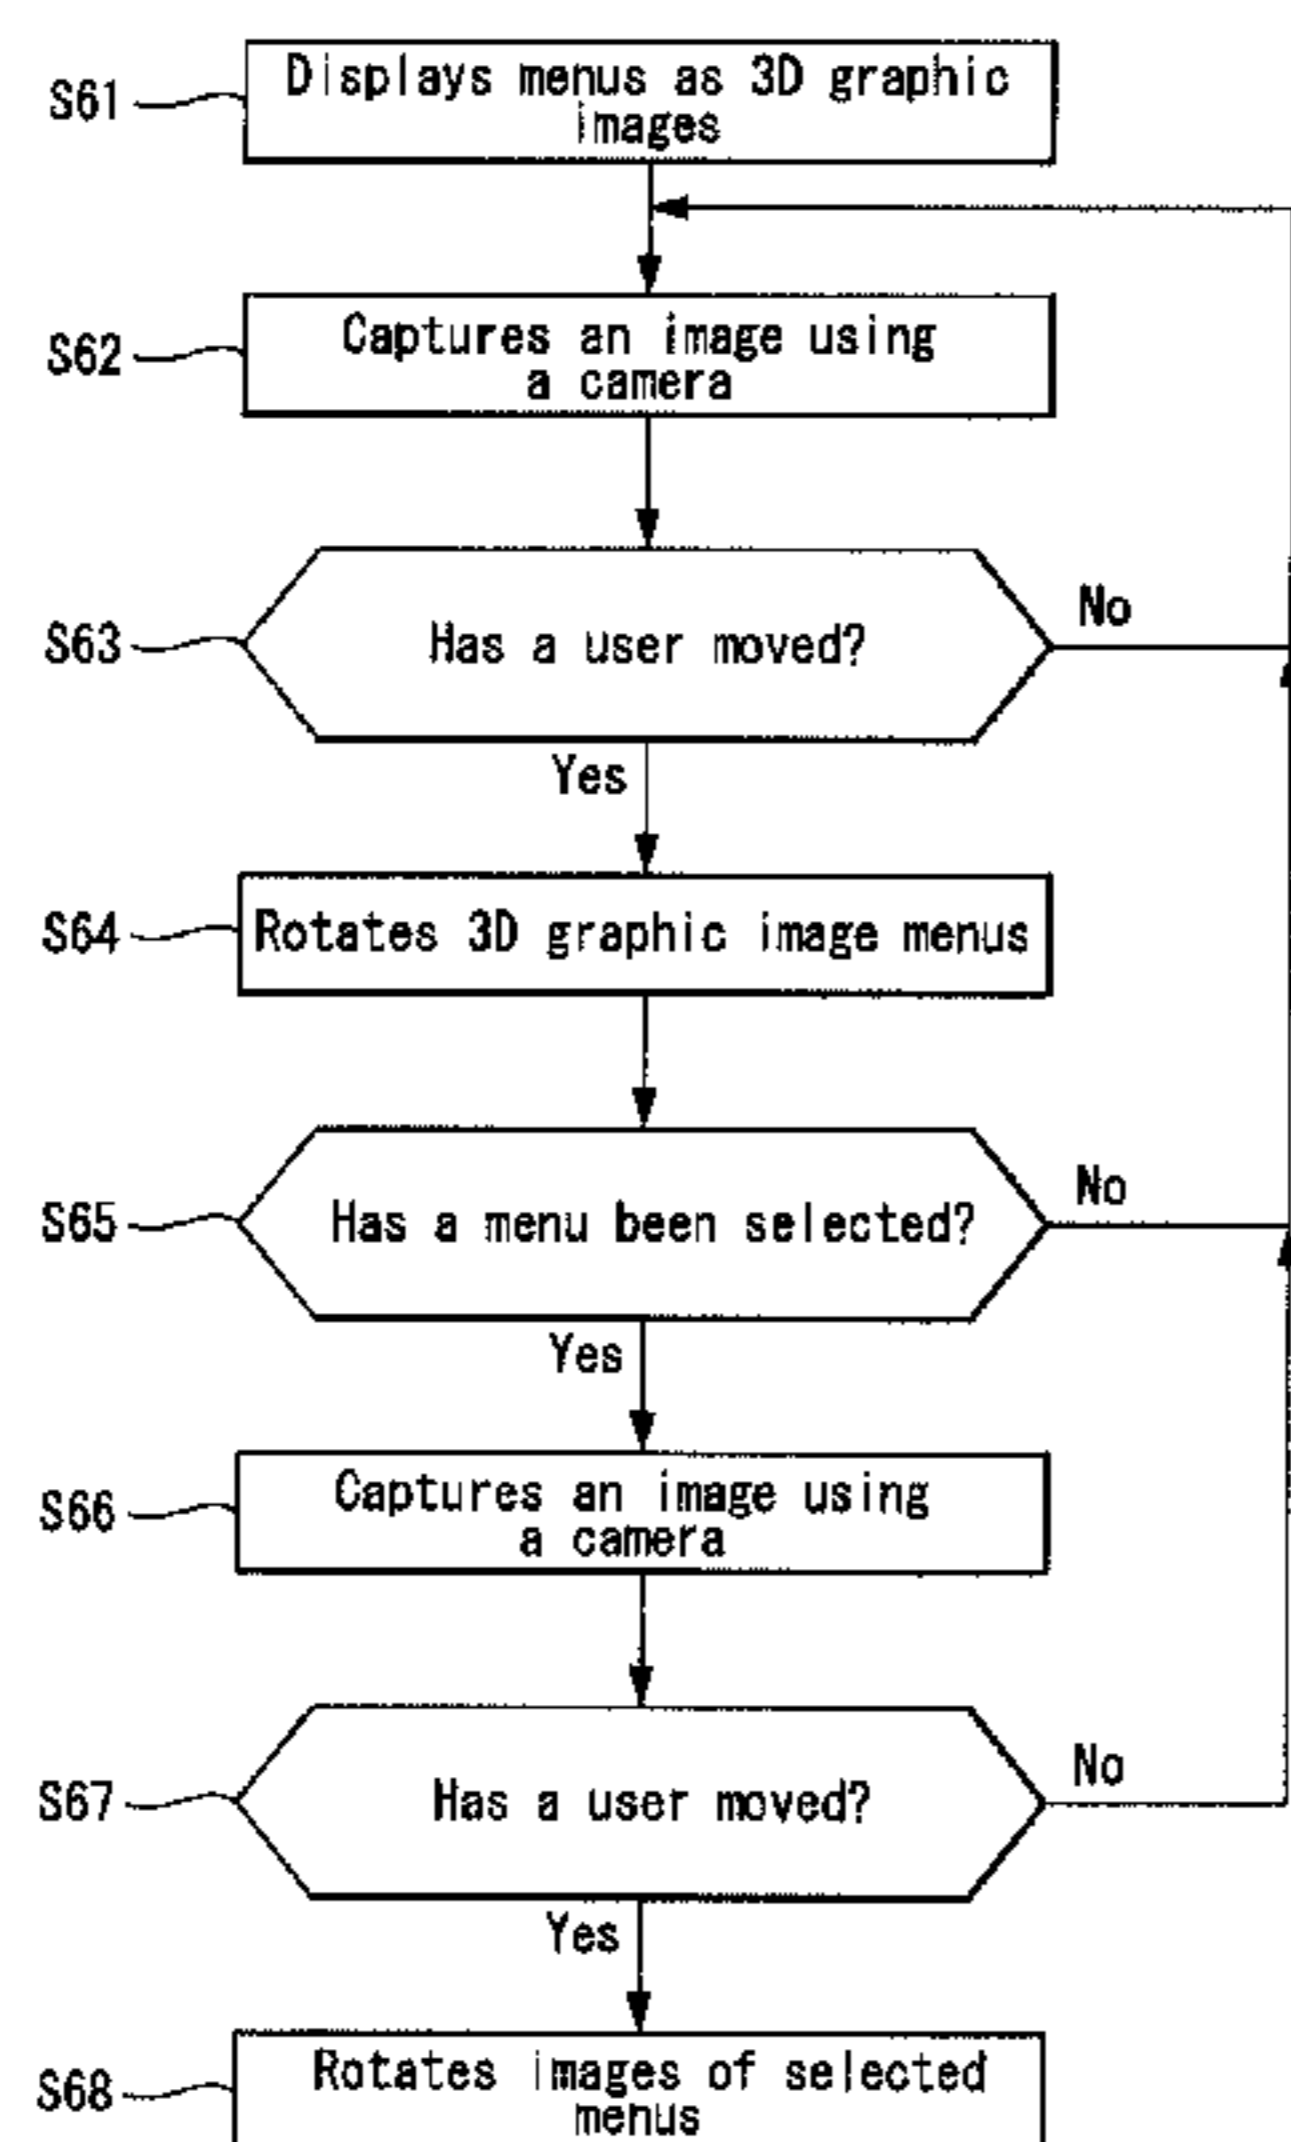 S61
Displays menus as 3D graphic
images
S62
Captures an image using
a camera
S63
Has a user moved?
No
Yes
S64
Rotates 3D graphic image menus
S65
Has a menu been selected?
No
Yes
S66
Captures an image using
a camera
S67
Has a user moved?
No
Yes
S68
Rotates images of selected
menus